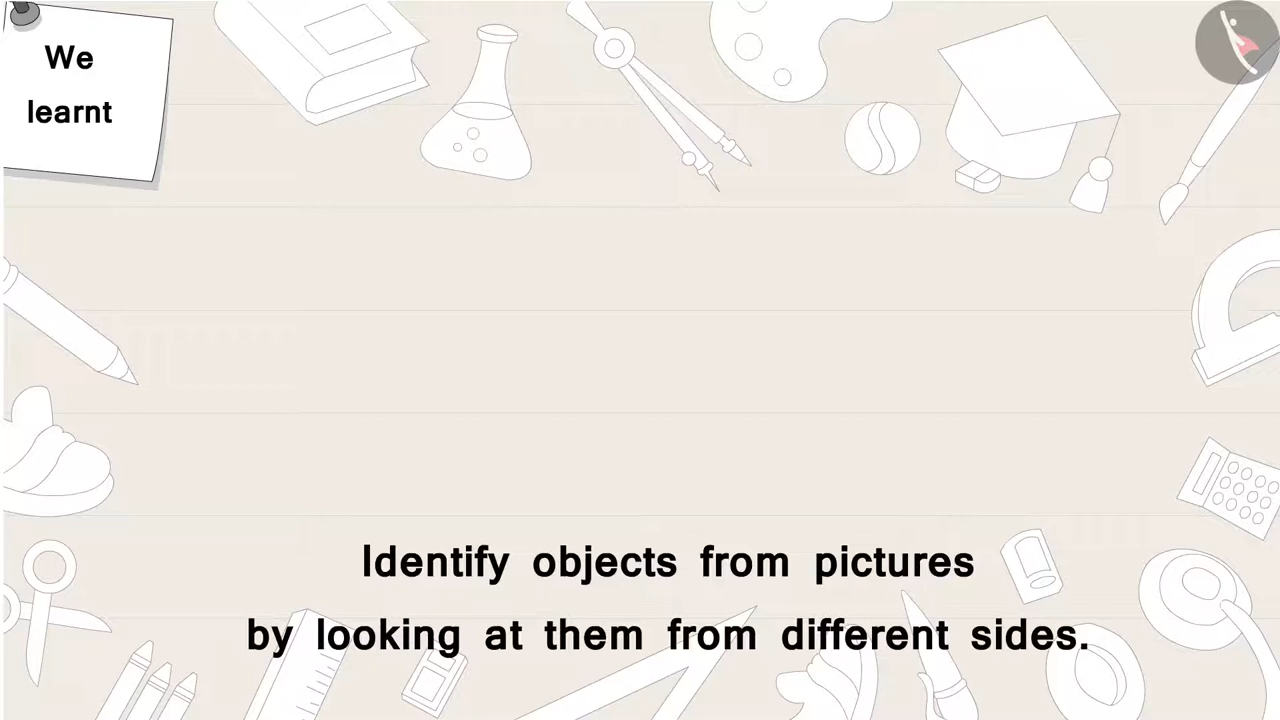 We
learnt
Identify objects from pictures
by looking at them from different sides.